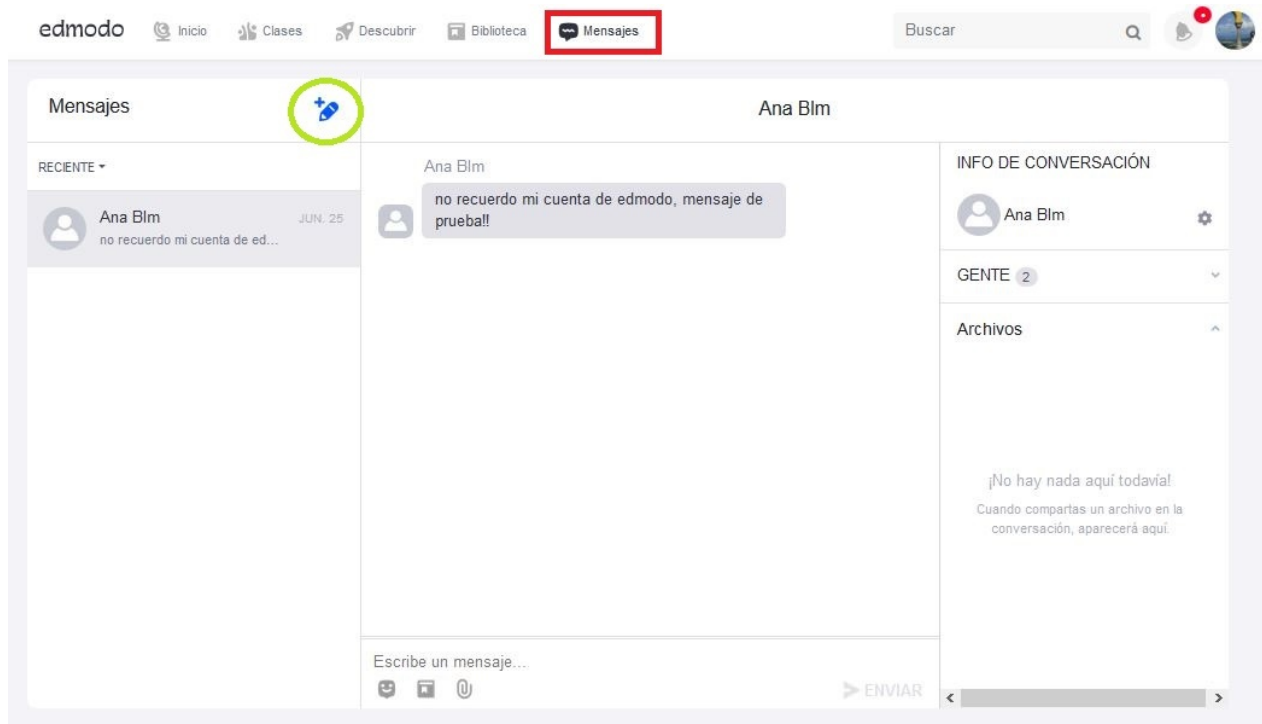 edmodo Inicio Clases Descubrir Biblioteca Mensajes Buscar
Mensajes
Ana Blm
RECIENTE
Ana Blm JUN. 25
no recuerdo mi cuenta de ed...
Ana Blm
no recuerdo mi cuenta de edmodo, mensaje de
prueba!!
INFO DE CONVERSACIÓN
Ana Blm
GENTE 2
Archivos
¡No hay nada aquí todavía!
Cuando compartas un archivo en la
conversación, aparecerá aquí.
Escribe un mensaje...
ENVIAR